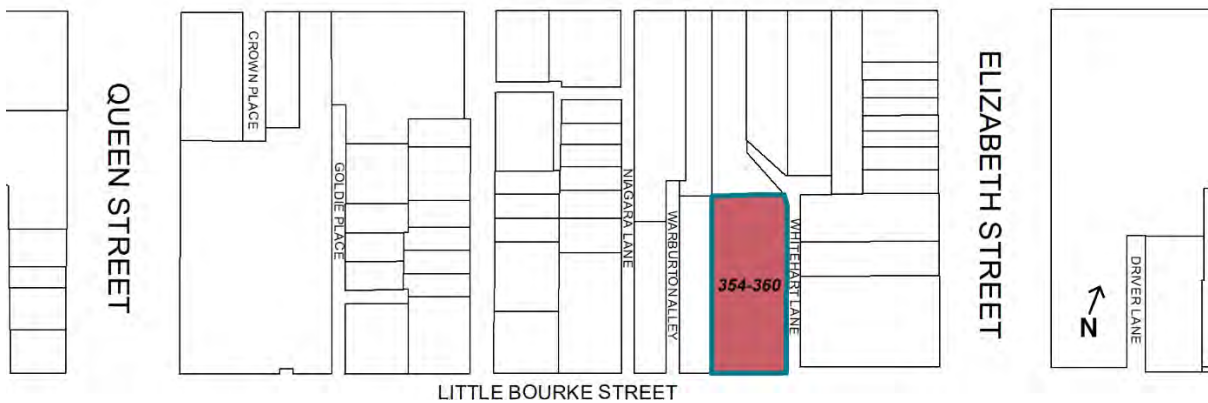 QUEEN STREET
CROWN PLACE
GOLDIE PLACE
NIAGARA LANE
WARBURTON ALLEY
354-360
WHITEHART LANE
ELIZABETH STREET
N
DRIVER LANE
LITTLE BOURKE STREET